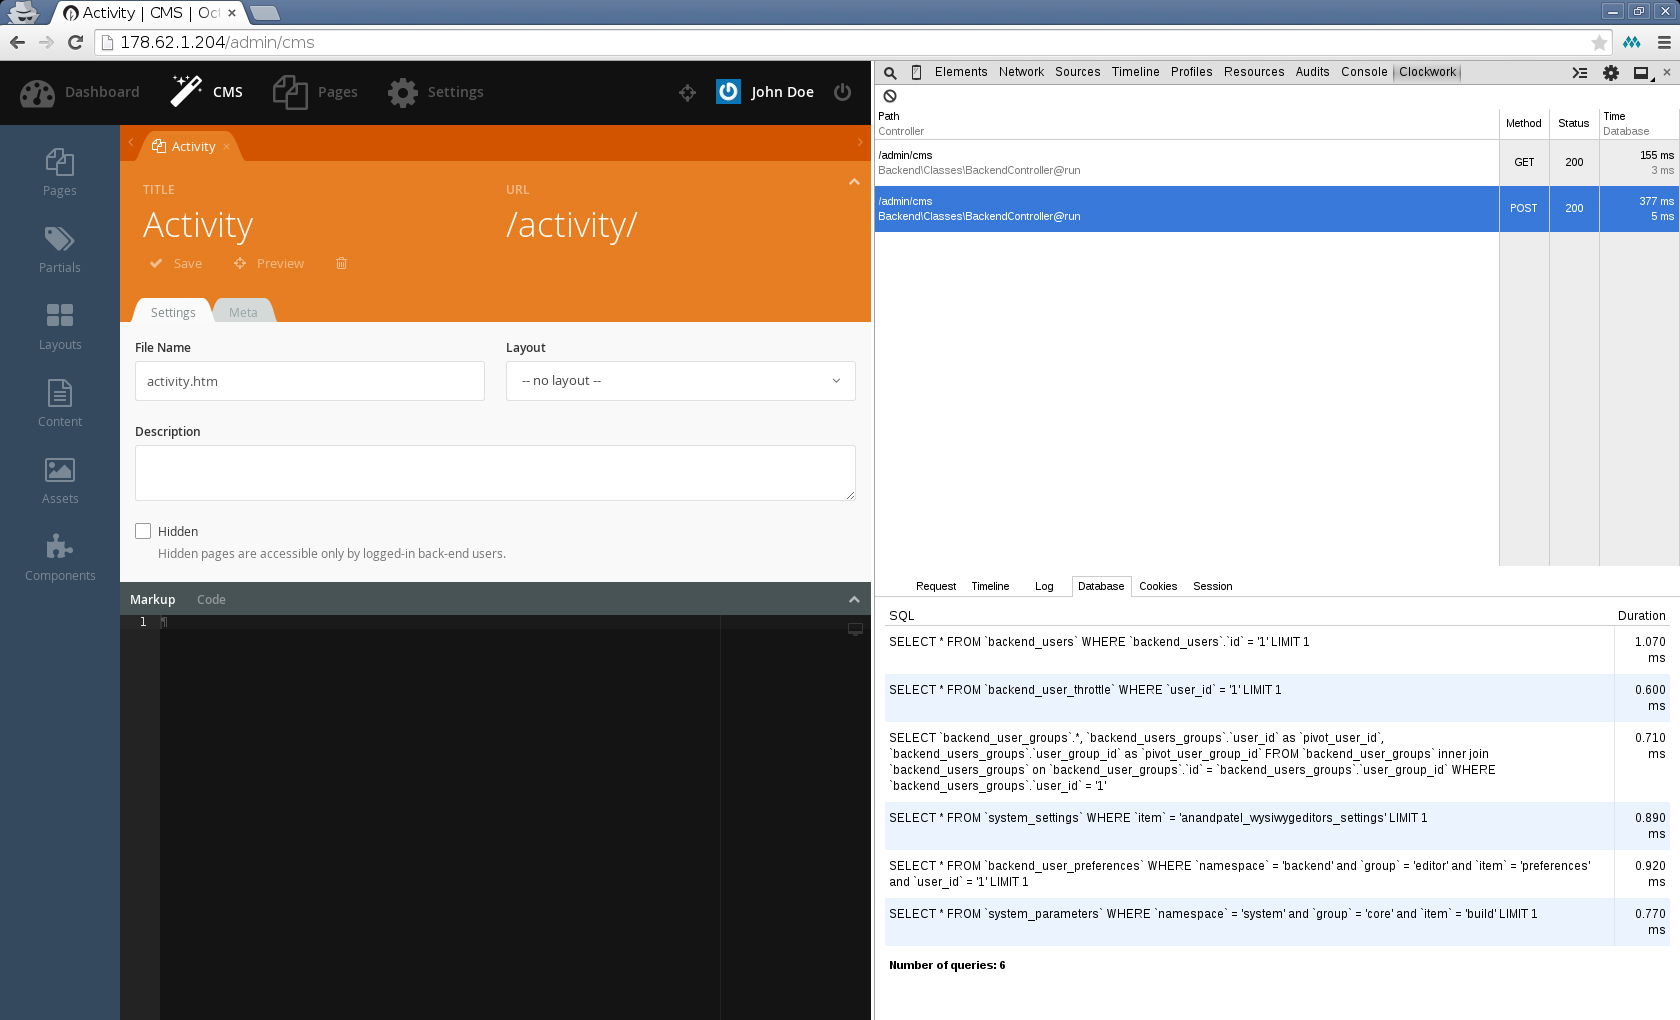 Activity | CMS | Oct
178.62.1.204/admin/cms
Dashboard
CMS
Pages
Settings
John Doe
Pages
Partials
Layouts
Content
Assets
Components
Activity
TITLE
URL
Activity
/activity/
Save
Preview
Settings
Meta
File Name
Layout
activity.htm
-- no layout --
Description
Hidden
Hidden pages are accessible only by logged-in back-end users.
Markup
Code
1
¶
Elements Network Sources Timeline Profiles Resources Audits Console Clockwork
Path
Controller
Method
Status
Time
Database
/admin/cms
Backend\Classes\BackendController@run
GET
200
155 ms
3 ms
/admin/cms
Backend\Classes\BackendController@run
POST
200
377 ms
5 ms
Request Timeline Log Database Cookies Session
SQL
Duration
SELECT * FROM `backend_users` WHERE `backend_users`.`id` = '1' LIMIT 1
1.070
ms
SELECT * FROM `backend_user_throttle` WHERE `user_id` = '1' LIMIT 1
0.600
ms
SELECT `backend_user_groups`.*, `backend_users_groups`.`user_id` as `pivot_user_id`,
`backend_users_groups`.`user_group_id` as `pivot_user_group_id` FROM `backend_user_groups` inner join
`backend_users_groups` on `backend_user_groups`.`id` = `backend_users_groups`.`user_group_id` WHERE
`backend_users_groups`.`user_id` = '1'
0.710
ms
SELECT * FROM `system_settings` WHERE `item` = 'anandpatel_wysiwygeditors_settings' LIMIT 1
0.890
ms
SELECT * FROM `backend_user_preferences` WHERE `namespace` = 'backend' and `group` = 'editor' and `item` = 'preferences'
and `user_id` = '1' LIMIT 1
0.920
ms
SELECT * FROM `system_parameters` WHERE `namespace` = 'system' and `group` = 'core' and `item` = 'build' LIMIT 1
0.770
ms
Number of queries: 6